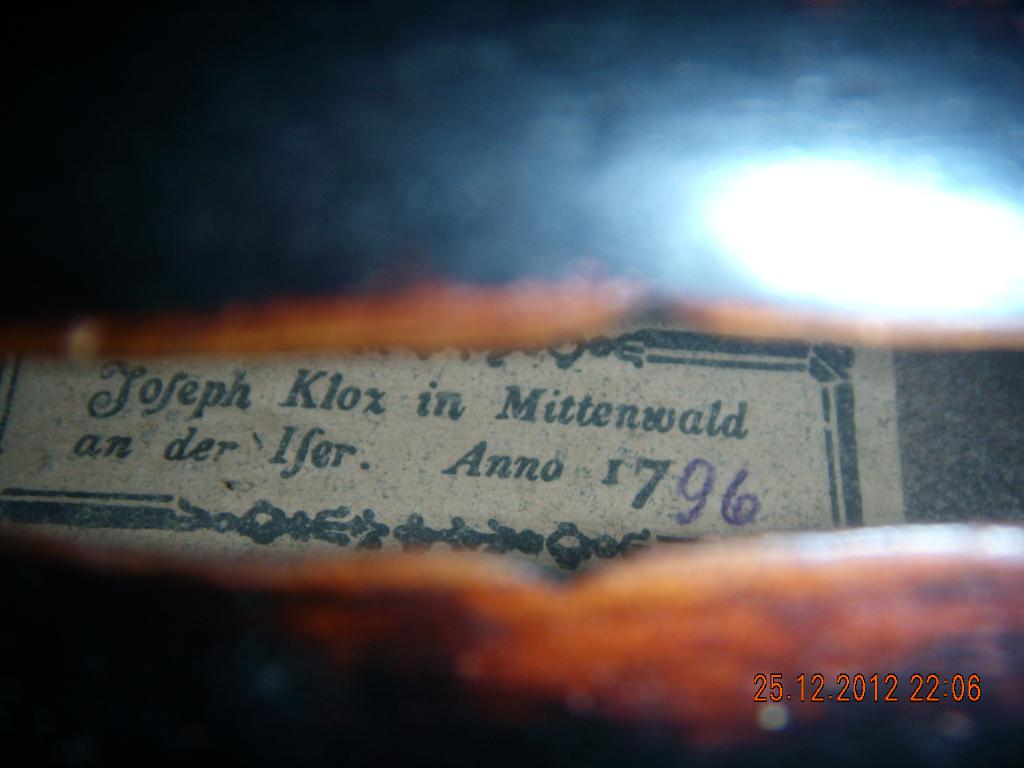 Joſeph Kloz in Mittenwald
an der Iſer. Anno 1796
25.12.2012 22:06